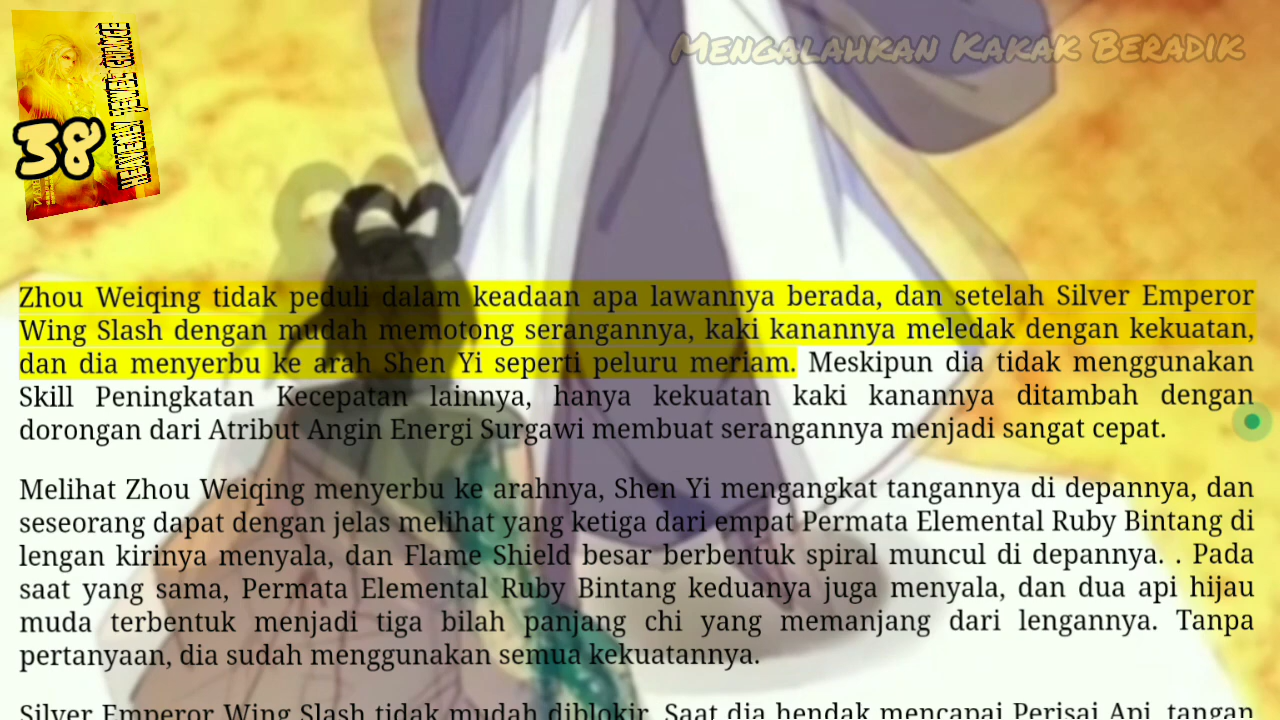 Mengalahkan Kakak Beradik
38
Zhou Weiqing tidak peduli dalam keadaan apa lawannya berada, dan setelah Silver Emperor
Wing Slash dengan mudah memotong serangannya, kaki kanannya meledak dengan kekuatan,
dan dia menyerbu ke arah Shen Yi seperti peluru meriam. Meskipun dia tidak menggunakan
Skill Peningkatan Kecepatan lainnya, hanya kekuatan kaki kanannya ditambah dengan
dorongan dari Atribut Angin Energi Surgawi membuat serangannya menjadi sangat cepat.
Melihat Zhou Weiqing menyerbu ke arahnya, Shen Yi mengangkat tangannya di depannya, dan
seseorang dapat dengan jelas melihat yang ketiga dari empat Permata Elemental Ruby Bintang di
lengan kirinya menyala, dan Flame Shield besar berbentuk spiral muncul di depannya. . Pada
saat yang sama, Permata Elemental Ruby Bintang keduanya juga menyala, dan dua api hijau
muda terbentuk menjadi tiga bilah panjang chi yang memanjang dari lengannya. Tanpa
pertanyaan, dia sudah menggunakan semua kekuatannya.
Silver Emperor Wing Slash tidak mudah diblokir. Saat dia hendak mencapai Perisai Api, tangan